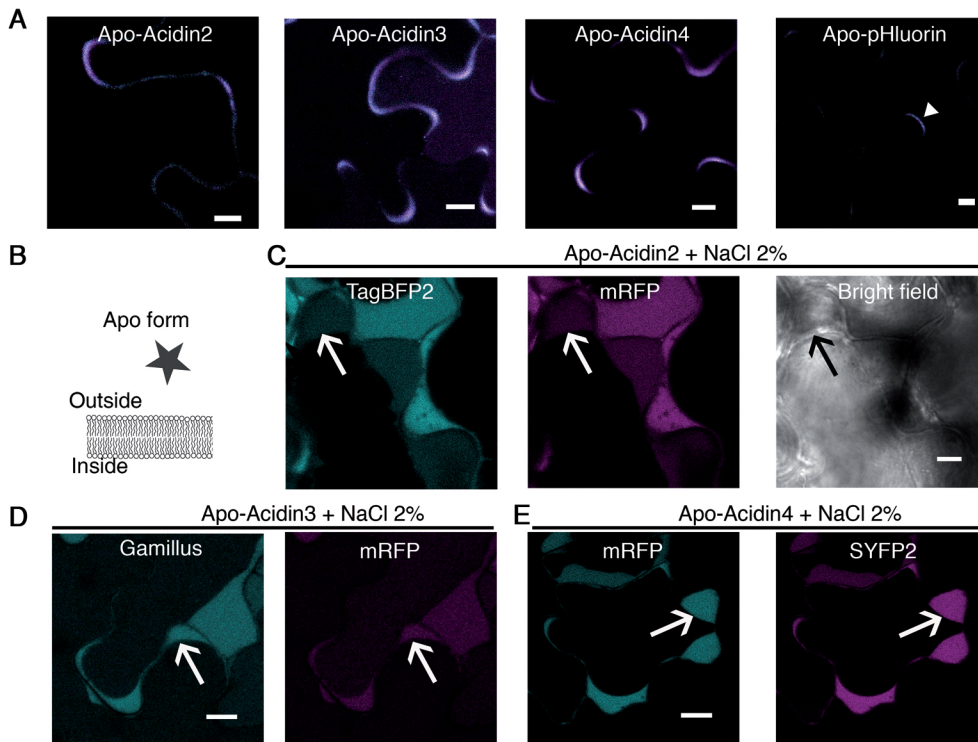 A
Apo-Acidin2
Apo-Acidin3
Apo-Acidin4
Apo-pHluorin
B
Apo form
Outside
Inside
C
Apo-Acidin2 + NaCl 2%
TagBFP2
mRFP
Bright field
D
Apo-Acidin3 + NaCl 2%
Gamillus
mRFP
E
Apo-Acidin4 + NaCl 2%
mRFP
SYFP2